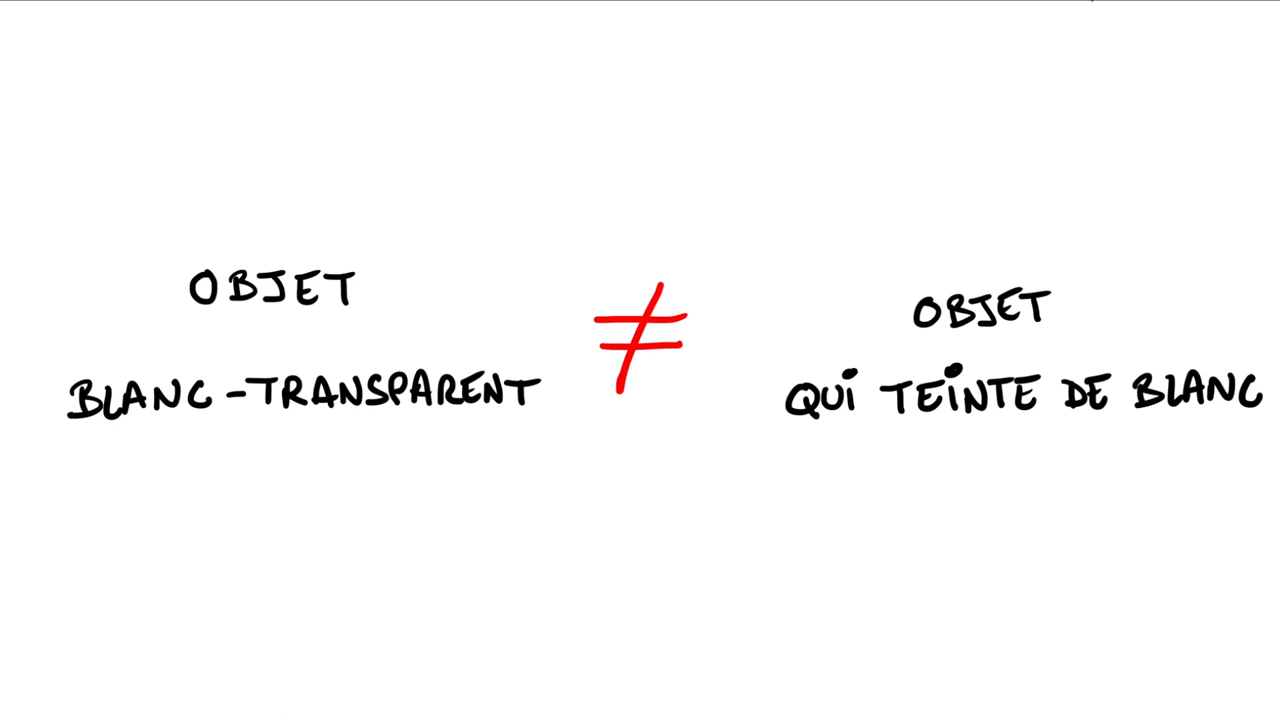 OBJET
BLANC-TRANSPARENT
≠
OBJET
QUI TEINTE DE BLANC